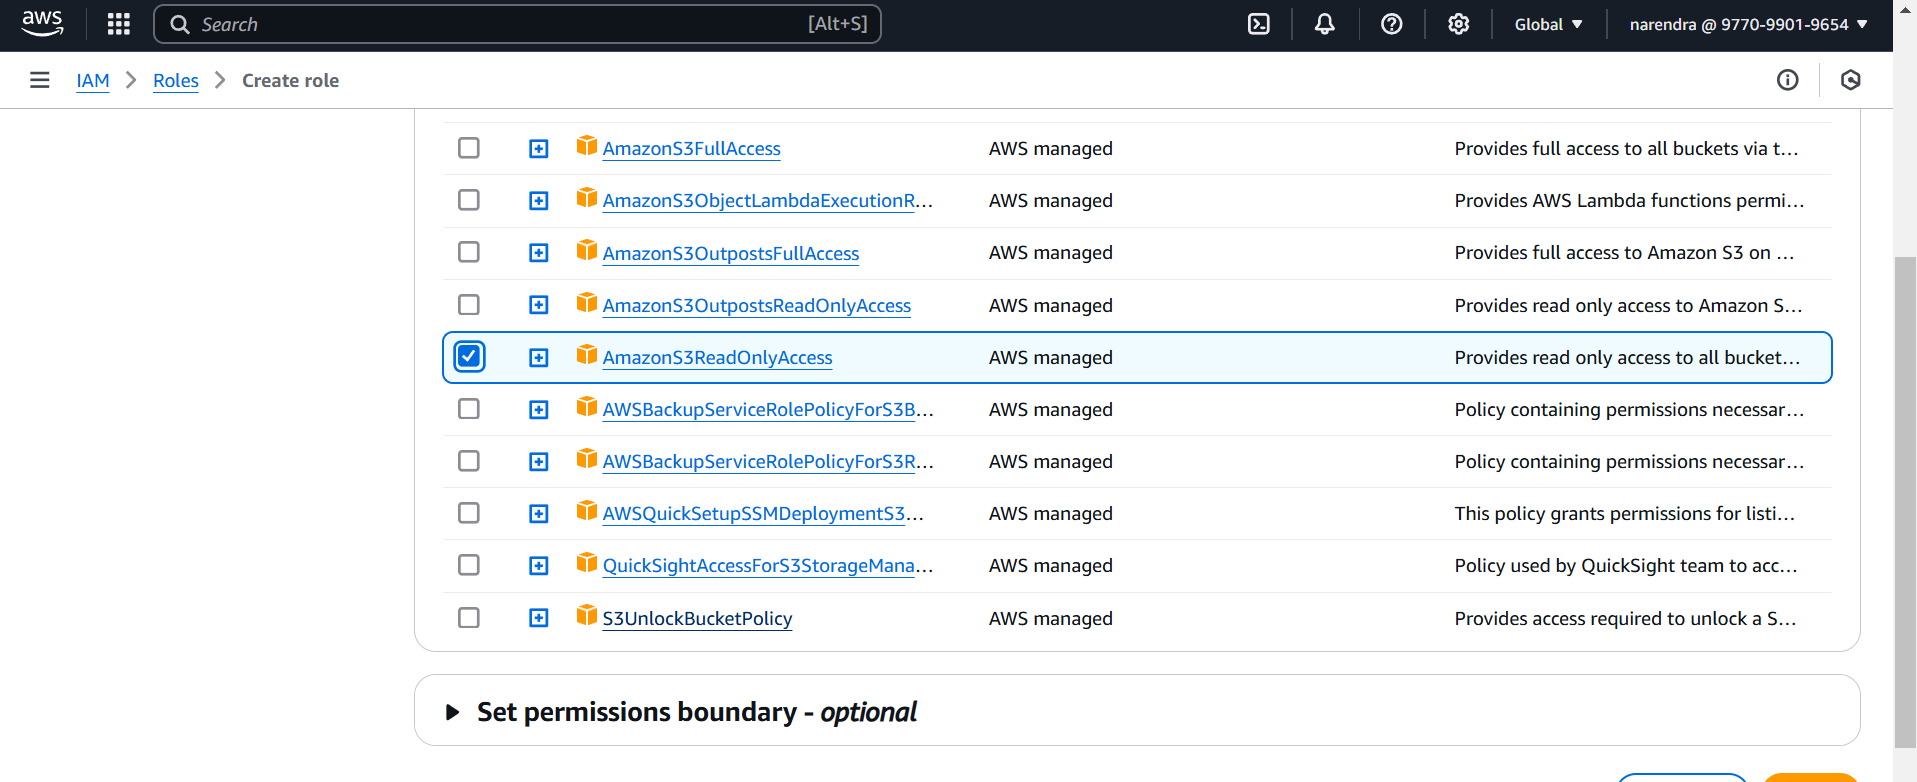 aws Search [Alt+S] Global narendra @ 9770-9901-9654
IAM Roles Create role
AmazonS3FullAccess AWS managed Provides full access to all buckets via t...
AmazonS3ObjectLambdaExecutionR... AWS managed Provides AWS Lambda functions permi...
AmazonS3OutpostsFullAccess AWS managed Provides full access to Amazon S3 on ...
AmazonS3OutpostsReadOnlyAccess AWS managed Provides read only access to Amazon S...
AmazonS3ReadOnlyAccess AWS managed Provides read only access to all bucket...
AWSBackupServiceRolePolicyForS3B... AWS managed Policy containing permissions necessar...
AWSBackupServiceRolePolicyForS3R... AWS managed Policy containing permissions necessar...
AWSQuickSetupSSMDeploymentS3... AWS managed This policy grants permissions for listi...
QuickSightAccessForS3StorageMana... AWS managed Policy used by QuickSight team to acc...
S3UnlockBucketPolicy AWS managed Provides access required to unlock a S...
Set permissions boundary - optional